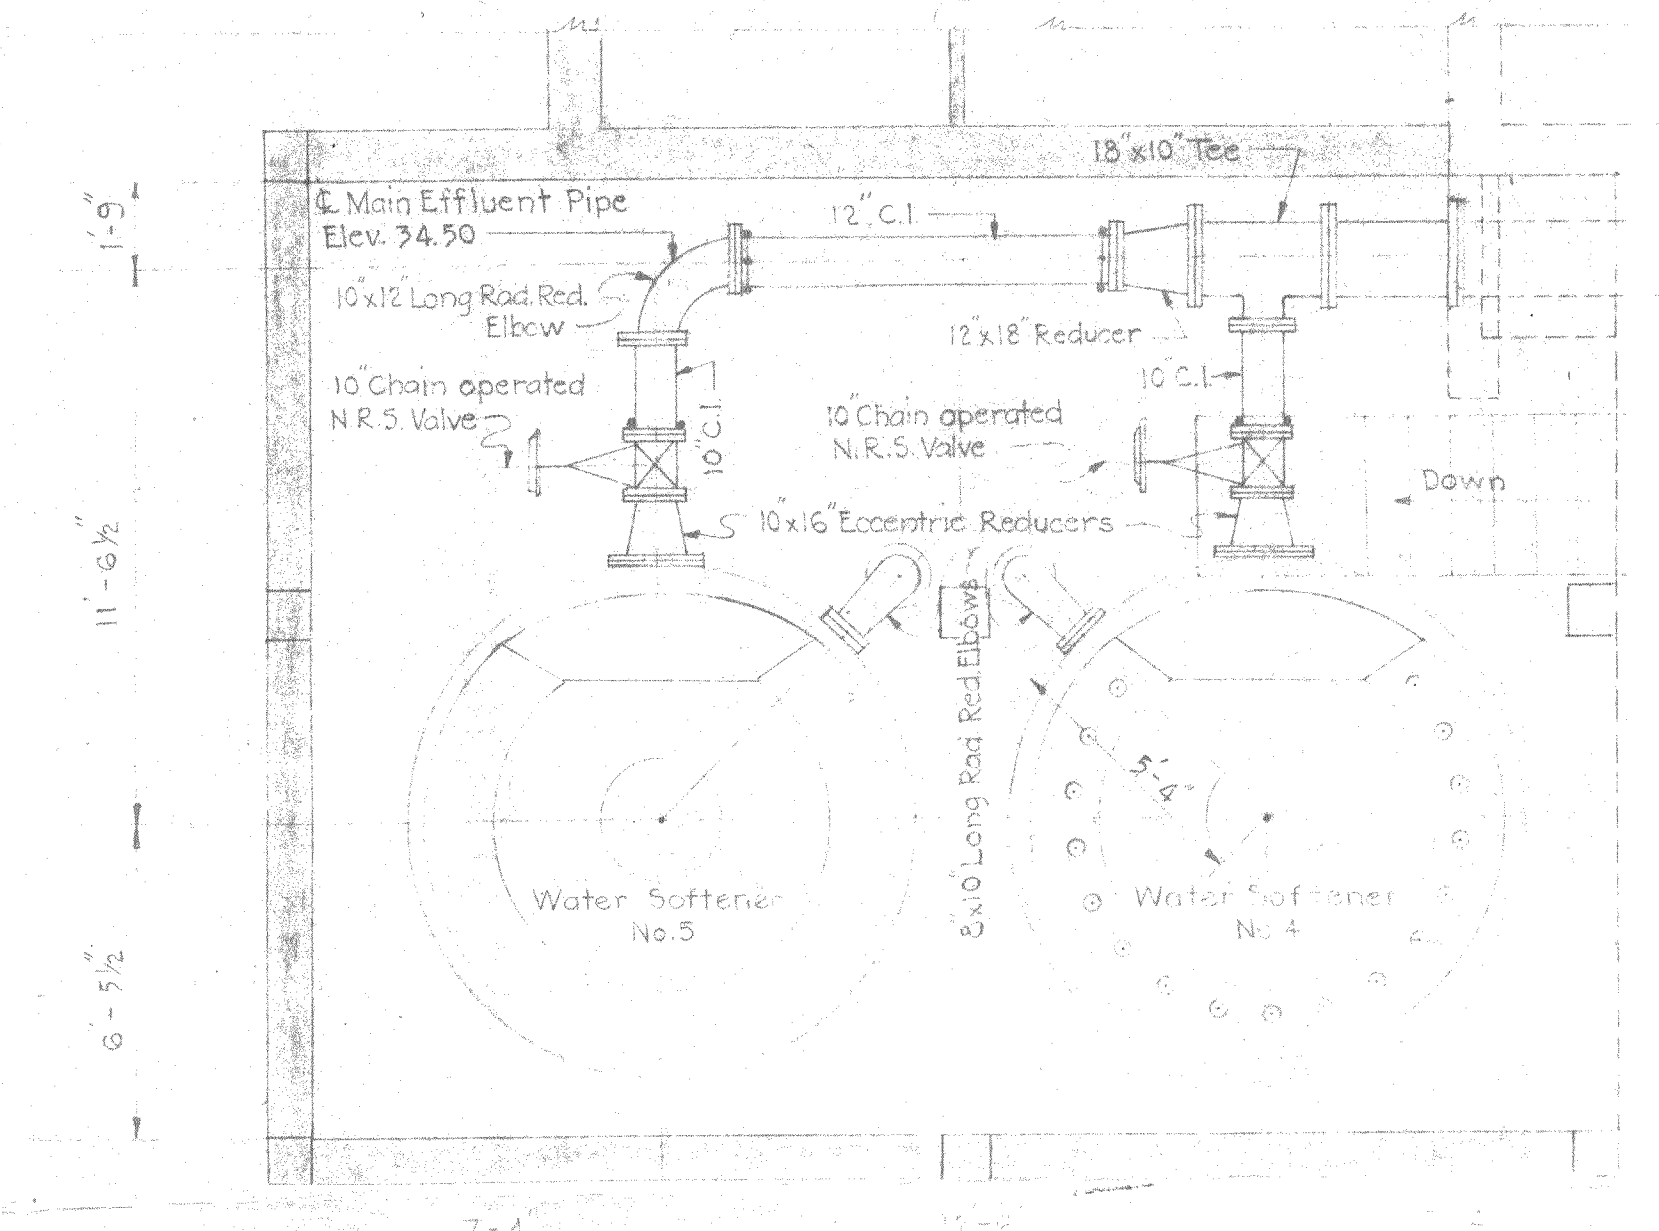 18"x10" Tee
1'-9"
℄ Main Effluent Pipe
Elev. 34.50
12" C.I.
10"x12" Long Rad. Red.
Elbow
12"x18" Reducer
10" C.I.
10" Chain operated
N.R.S. Valve
10" C.I.
10" Chain operated
N.R.S. Valve
Down
10"x16" Eccentric Reducers
11'-6½"
8"x10" Long Rad Red Elbows
5'-4"
Water Softener
No.5
Water Softener
No 4
6'-5½"